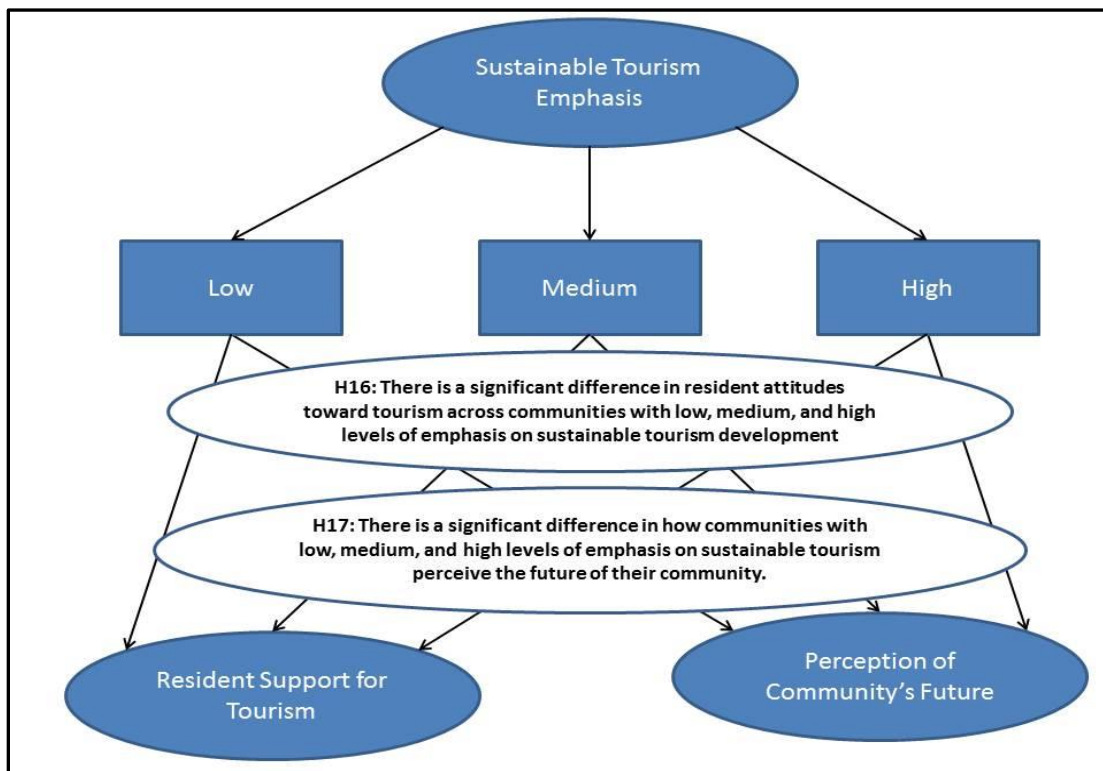 Sustainable Tourism
Emphasis
Low
Medium
High
H16: There is a significant difference in resident attitudes
toward tourism across communities with low, medium, and high
levels of emphasis on sustainable tourism development
H17: There is a significant difference in how communities with
low, medium, and high levels of emphasis on sustainable tourism
perceive the future of their community.
Resident Support for
Tourism
Perception of
Community’s Future